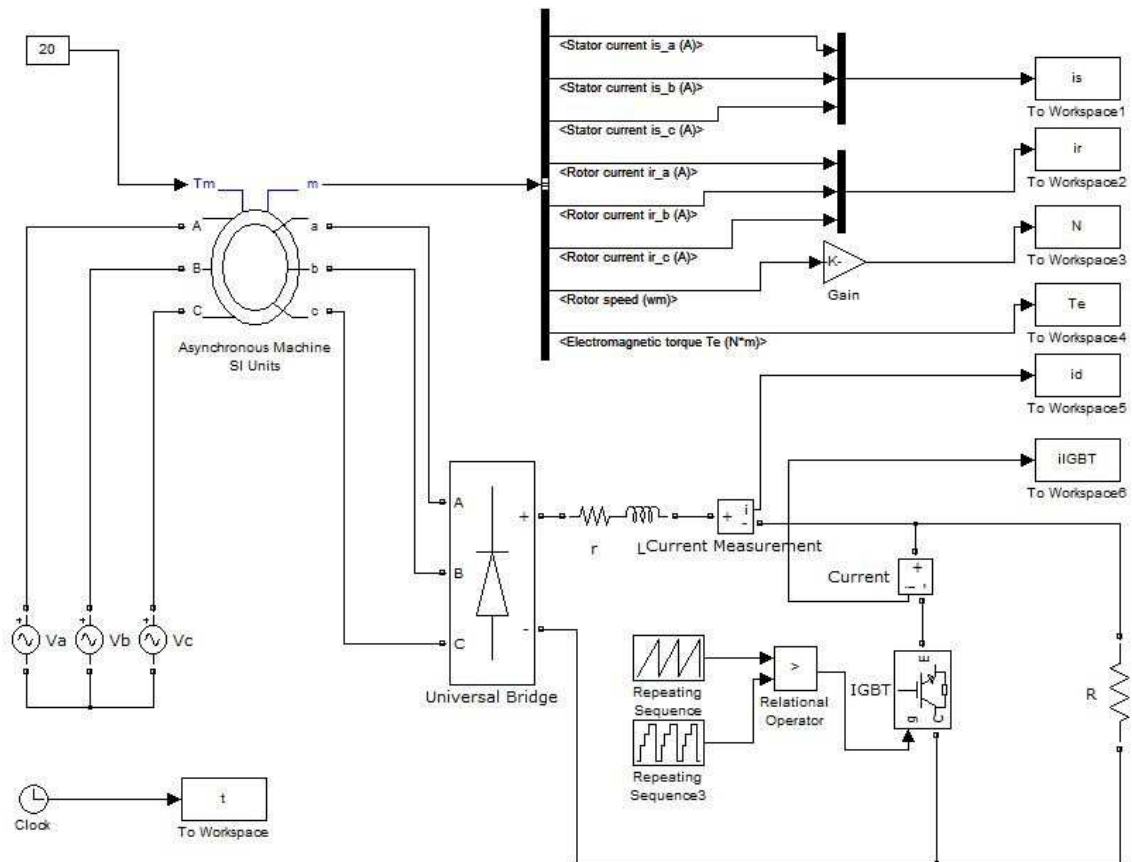 20
<Stator current is_a (A)>
<Stator current is_b (A)>
<Stator current is_c (A)>
<Rotor current ir_a (A)>
<Rotor current ir_b (A)>
<Rotor current ir_c (A)>
<Rotor speed (wm)>
<Electromagnetic torque Te (N*m)>
K-
Gain
is
To Workspace1
ir
To Workspace2
N
To Workspace3
Te
To Workspace4
id
To Workspace5
iIGBT
To Workspace6
Tm
m
A
B
C
a
b
c
Asynchronous Machine
SI Units
A
B
C
+
-
Universal Bridge
r
L
+
i
-
Current Measurement
Current
+
i
-
E
g
C
IGBT
R
+
Va
+
Vb
+
Vc
Repeating
Sequence
>
Relational
Operator
Repeating
Sequence3
Clock
t
To Workspace